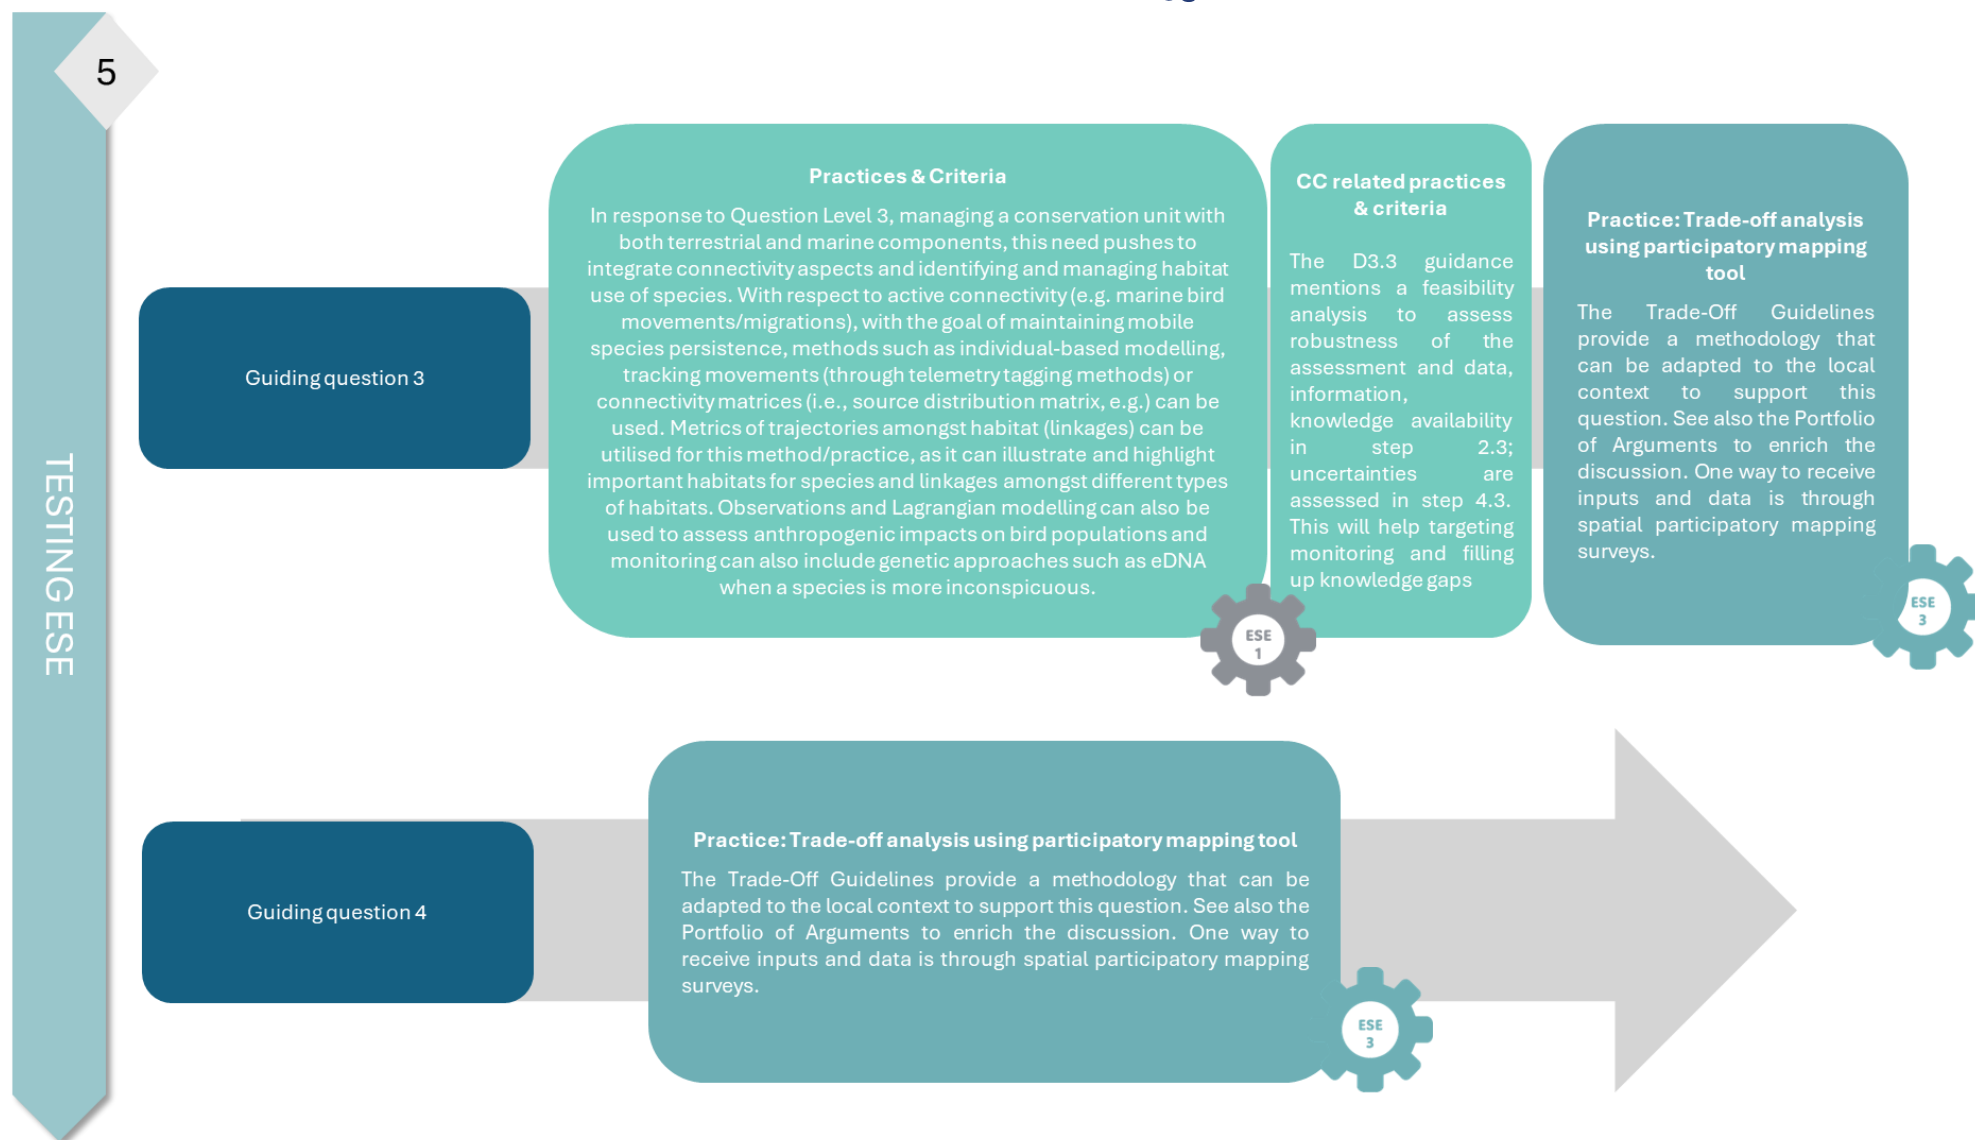 5
TESTING ESE
Guiding question 3
Practices & Criteria
In response to Question Level 3, managing a conservation unit with
both terrestrial and marine components, this need pushes to
integrate connectivity aspects and identifying and managing habitat
use of species. With respect to active connectivity (e.g. marine bird
movements/migrations), with the goal of maintaining mobile
species persistence, methods such as individual-based modelling,
tracking movements (through telemetry tagging methods) or
connectivity matrices (i.e., source distribution matrix, e.g.) can be
used. Metrics of trajectories amongst habitat (linkages) can be
utilised for this method/practice, as it can illustrate and highlight
important habitats for species and linkages amongst different types
of habitats. Observations and Lagrangian modelling can also be
used to assess anthropogenic impacts on bird populations and
monitoring can also include genetic approaches such as eDNA
when a species is more inconspicuous.
ESE
1
CC related practices
& criteria
The D3.3 guidance
mentions a feasibility
analysis to assess
robustness of the
assessment and data,
information,
knowledge availability
in step 2.3;
uncertainties are
assessed in step 4.3.
This will help targeting
monitoring and filling
up knowledge gaps
Practice: Trade-off analysis
using participatory mapping
tool
The Trade-Off Guidelines
provide a methodology that
can be adapted to the local
context to support this
question. See also the Portfolio
of Arguments to enrich the
discussion. One way to receive
inputs and data is through
spatial participatory mapping
surveys.
ESE
3
Guiding question 4
Practice: Trade-off analysis using participatory mapping tool
The Trade-Off Guidelines provide a methodology that can be
adapted to the local context to support this question. See also the
Portfolio of Arguments to enrich the discussion. One way to
receive inputs and data is through spatial participatory mapping
surveys.
ESE
3